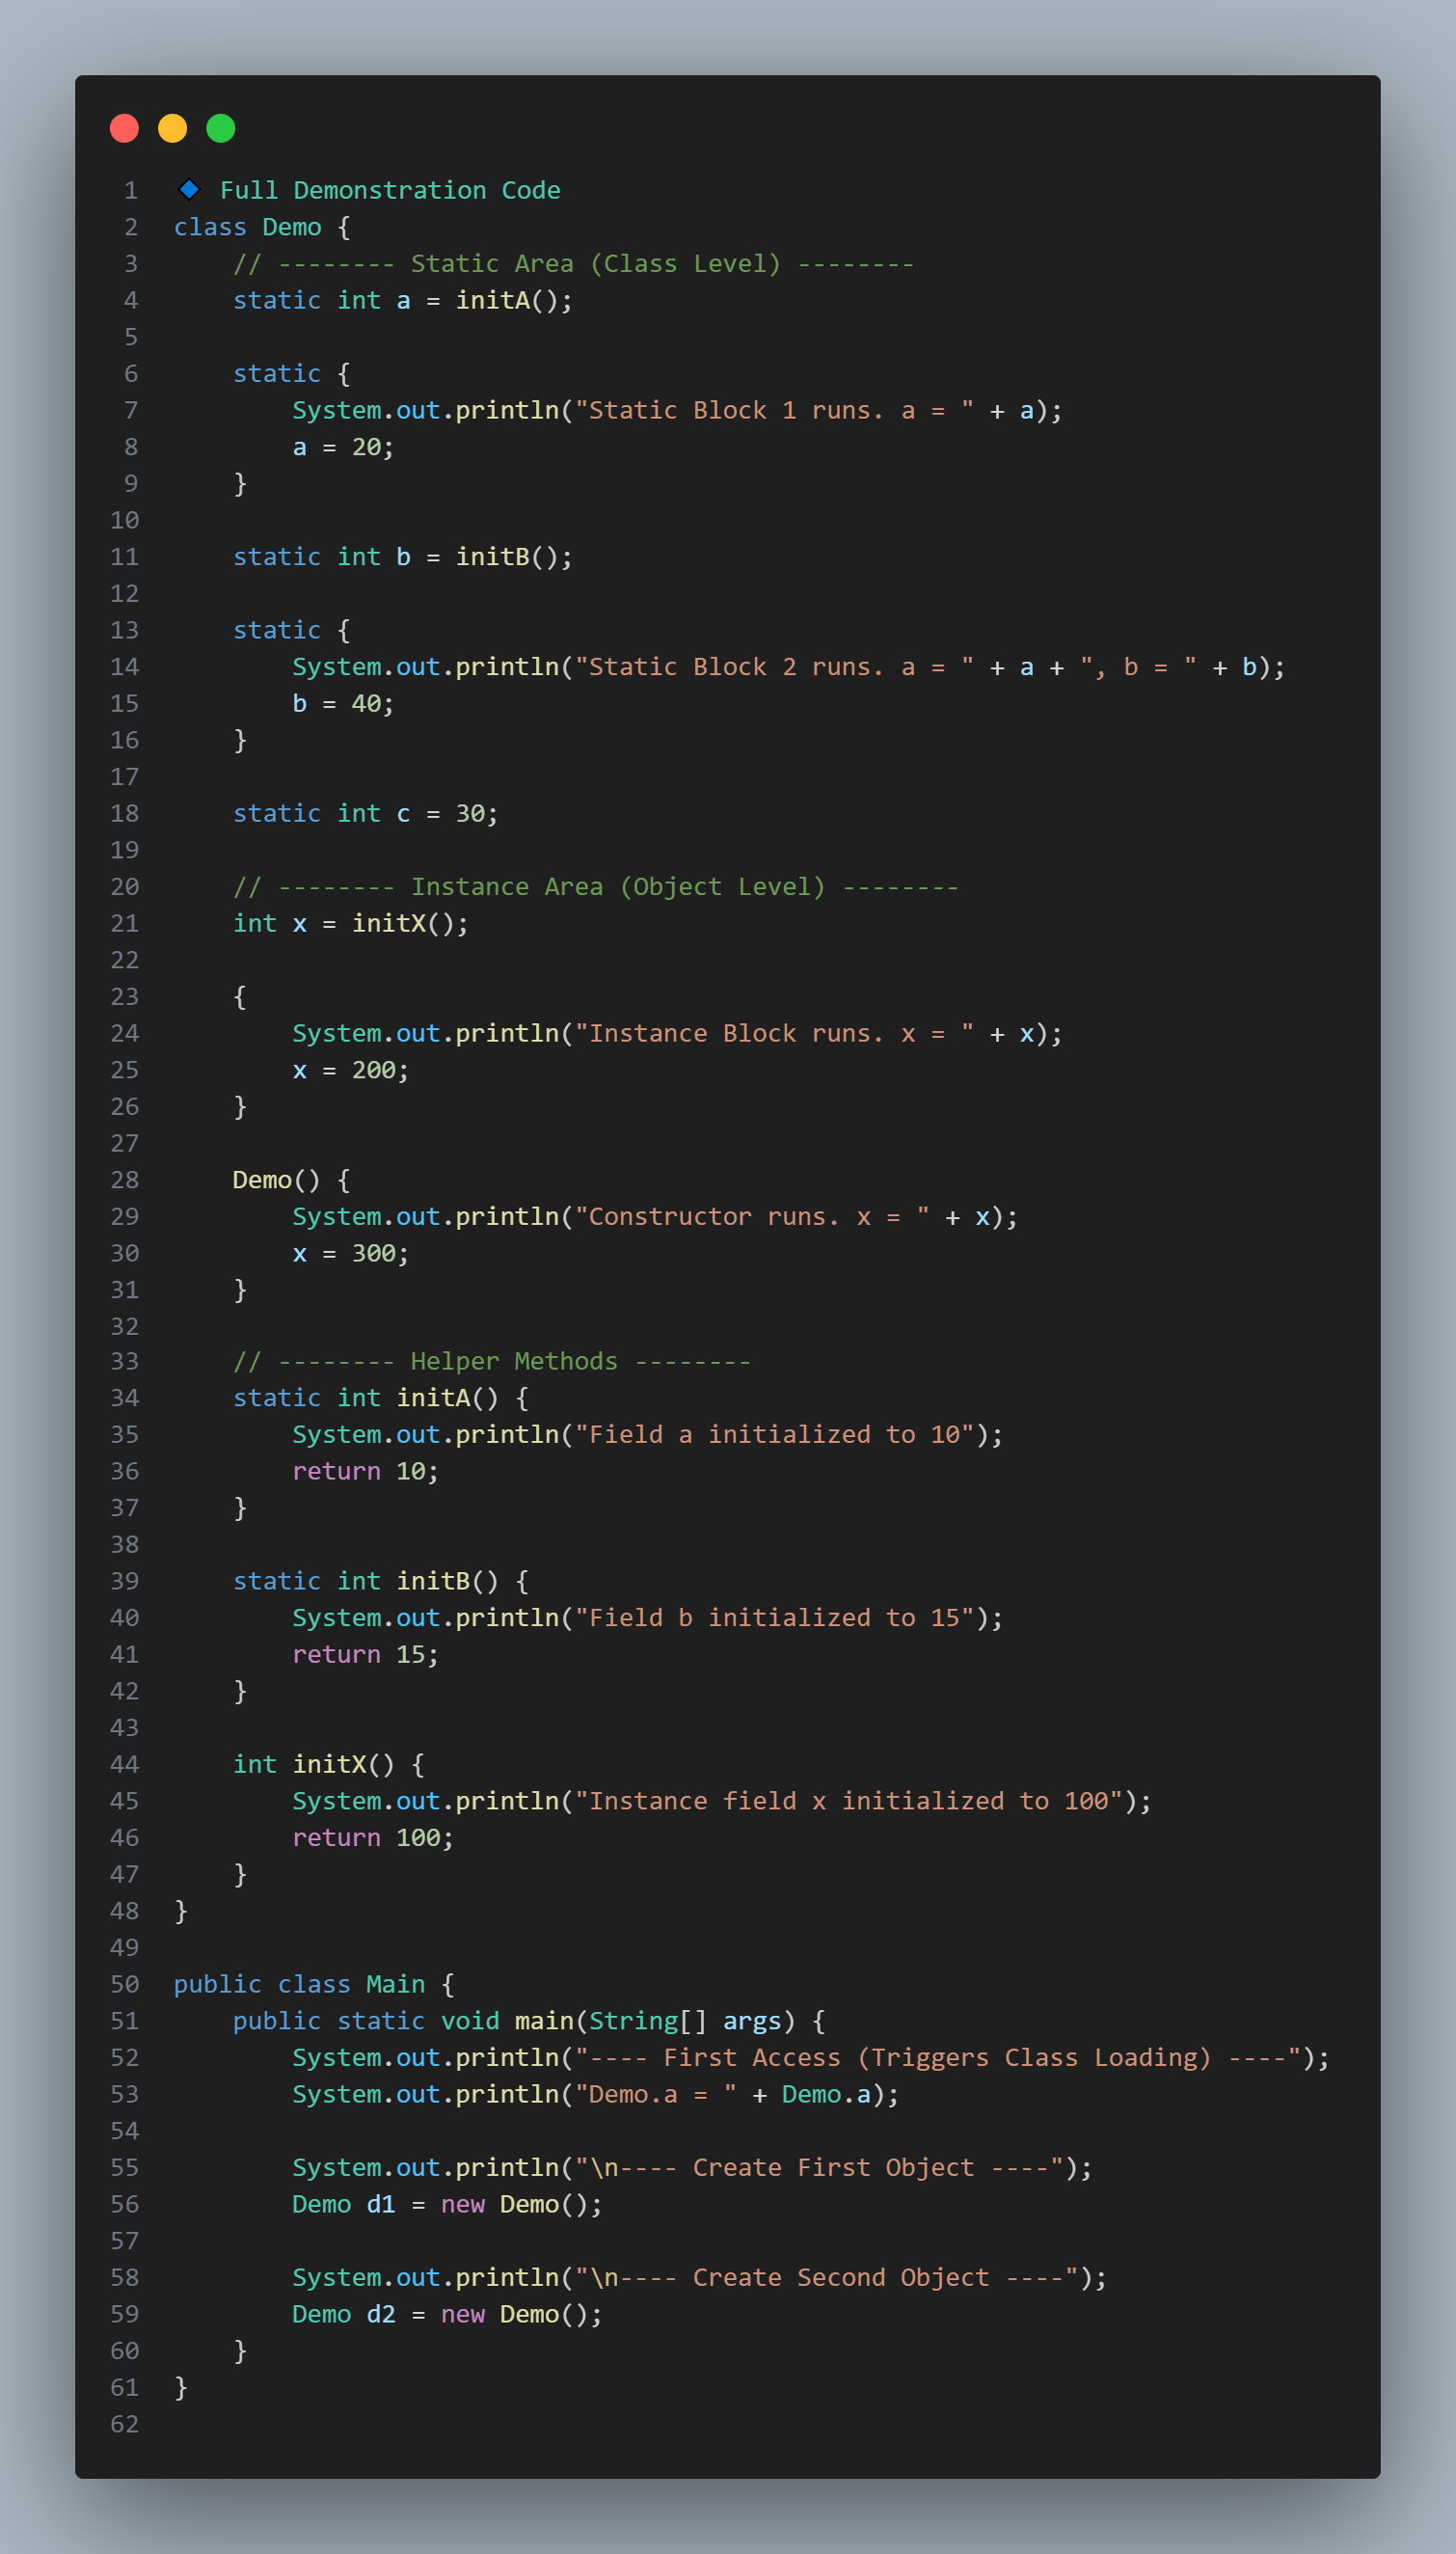 1 🔹 Full Demonstration Code
2 class Demo {
3     // -------- Static Area (Class Level) --------
4     static int a = initA();
5
6     static {
7         System.out.println("Static Block 1 runs. a = " + a);
8         a = 20;
9     }
10
11     static int b = initB();
12
13     static {
14         System.out.println("Static Block 2 runs. a = " + a + ", b = " + b);
15         b = 40;
16     }
17
18     static int c = 30;
19
20     // -------- Instance Area (Object Level) --------
21     int x = initX();
22
23     {
24         System.out.println("Instance Block runs. x = " + x);
25         x = 200;
26     }
27
28     Demo() {
29         System.out.println("Constructor runs. x = " + x);
30         x = 300;
31     }
32
33     // -------- Helper Methods --------
34     static int initA() {
35         System.out.println("Field a initialized to 10");
36         return 10;
37     }
38
39     static int initB() {
40         System.out.println("Field b initialized to 15");
41         return 15;
42     }
43
44     int initX() {
45         System.out.println("Instance field x initialized to 100");
46         return 100;
47     }
48 }
49
50 public class Main {
51     public static void main(String[] args) {
52         System.out.println("---- First Access (Triggers Class Loading) ----");
53         System.out.println("Demo.a = " + Demo.a);
54
55         System.out.println("\n---- Create First Object ----");
56         Demo d1 = new Demo();
57
58         System.out.println("\n---- Create Second Object ----");
59         Demo d2 = new Demo();
60     }
61 }
62